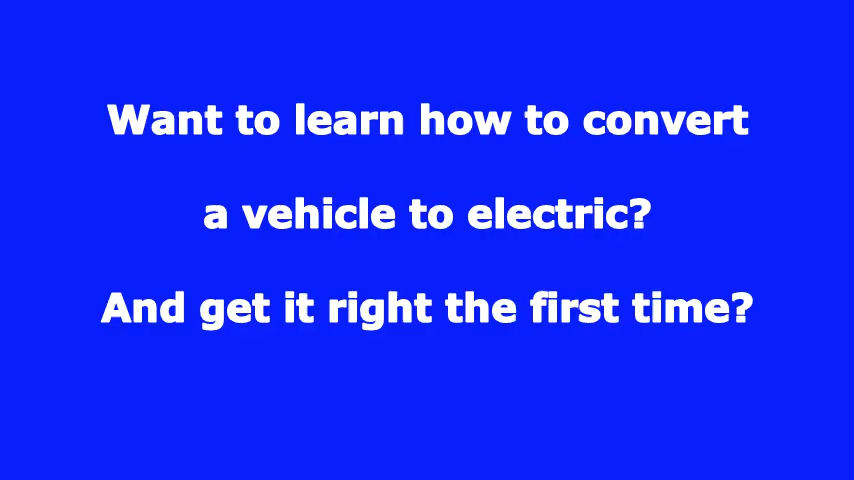 Want to learn how to convert
a vehicle to electric?
And get it right the first time?